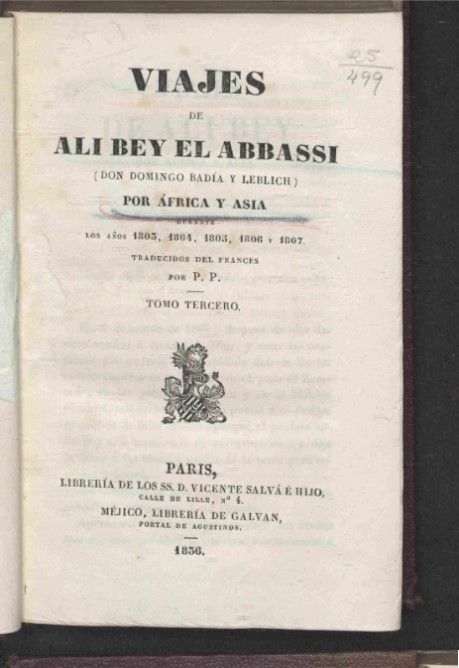 25
499
VIAJES
DE
ALI BEY EL ABBASSI
(DON DOMINGO BADÍA Y LEBLICH)
POR ÁFRICA Y ASIA
DURANTE
LOS AÑOS 1803, 1804, 1805, 1806 Y 1807.
TRADUCIDOS DEL FRANCES
POR P. P.
TOMO TERCERO.
PARIS,
LIBRERÍA DE LOS SS. D. VICENTE SALVÁ É HIJO,
CALLE DE LILLE, Nº 4.
MÉJICO, LIBRERÍA DE GALVAN,
PORTAL DE AGUSTINOS.
1836.